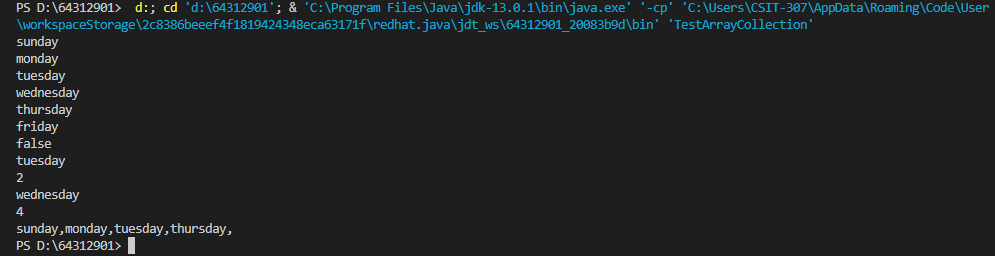 PS D:\64312901>  d:; cd 'd:\64312901'; & 'C:\Program Files\Java\jdk-13.0.1\bin\java.exe' '-cp' 'C:\Users\CSIT-307\AppData\Roaming\Code\User
\workspaceStorage\2c8386beeef4f1819424348eca63171f\redhat.java\jdt_ws\64312901_20083b9d\bin' 'TestArrayCollection'
sunday
monday
tuesday
wednesday
thursday
friday
false
tuesday
2
wednesday
4
sunday,monday,tuesday,thursday,
PS D:\64312901>